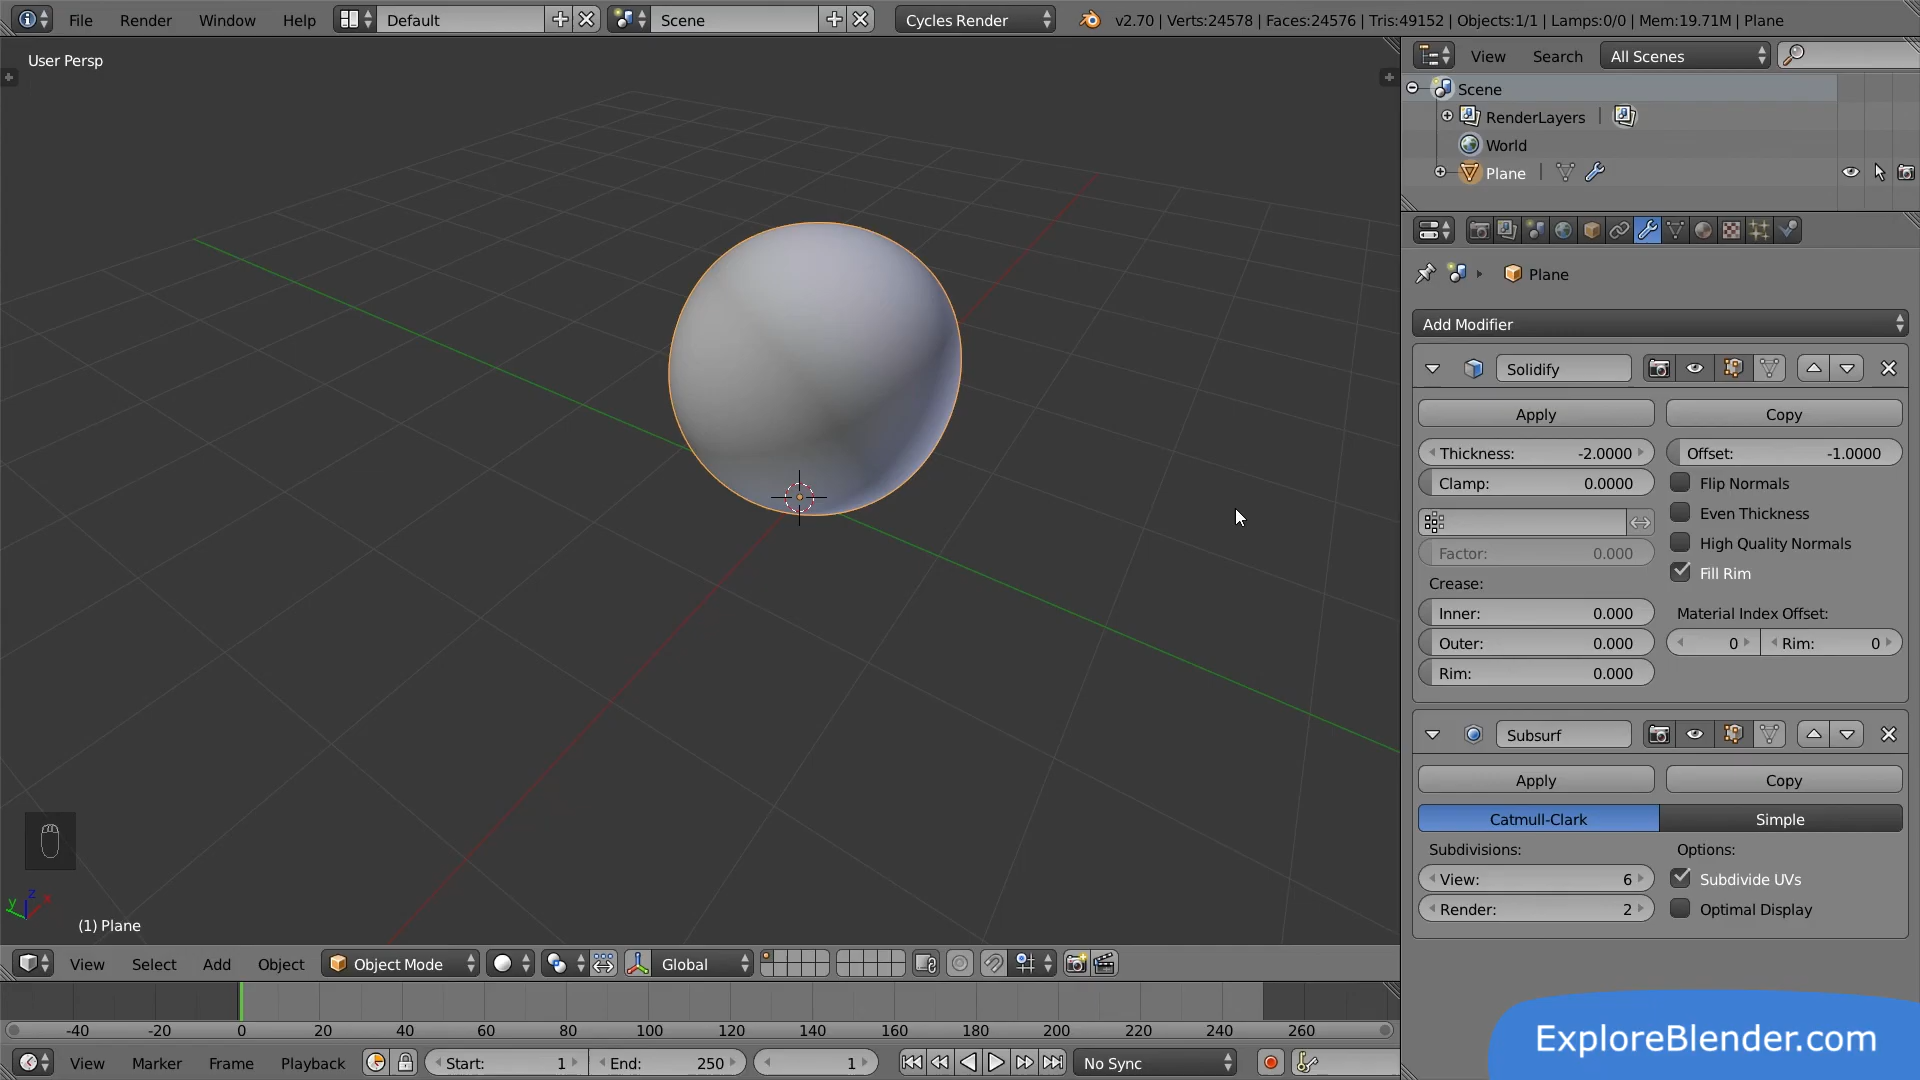 File Render Window Help Default Scene Cycles Render v2.70 | Verts:24578 | Faces:24576 | Tris:49152 | Objects:1/1 | Lamps:0/0 | Mem:19.71M | Plane
User Persp
View Search All Scenes
Scene
RenderLayers
World
Plane
Plane
Add Modifier
Solidify
Apply Copy
Thickness: -2.0000 Offset: -1.0000
Clamp: 0.0000 Flip Normals
Even Thickness
Factor: 0.000 High Quality Normals
Fill Rim
Crease:
Inner: 0.000 Material Index Offset:
Outer: 0.000 0 Rim: 0
Rim: 0.000
Subsurf
Apply Copy
Catmull-Clark Simple
Subdivisions: Options:
View: 6 Subdivide UVs
Render: 2 Optimal Display
z
y
(1) Plane
View Select Add Object Object Mode Global
-40 -20 0 20 40 60 80 100 120 140 160 180 200 220 240 260
View Marker Frame Playback Start: 1 End: 250 1 No Sync
ExploreBlender.com